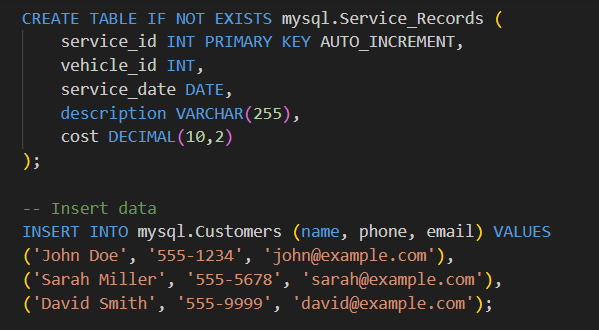 CREATE TABLE IF NOT EXISTS mysql.Service_Records (
    service_id INT PRIMARY KEY AUTO_INCREMENT,
    vehicle_id INT,
    service_date DATE,
    description VARCHAR(255),
    cost DECIMAL(10,2)
);

-- Insert data
INSERT INTO mysql.Customers (name, phone, email) VALUES
('John Doe', '555-1234', 'john@example.com'),
('Sarah Miller', '555-5678', 'sarah@example.com'),
('David Smith', '555-9999', 'david@example.com');